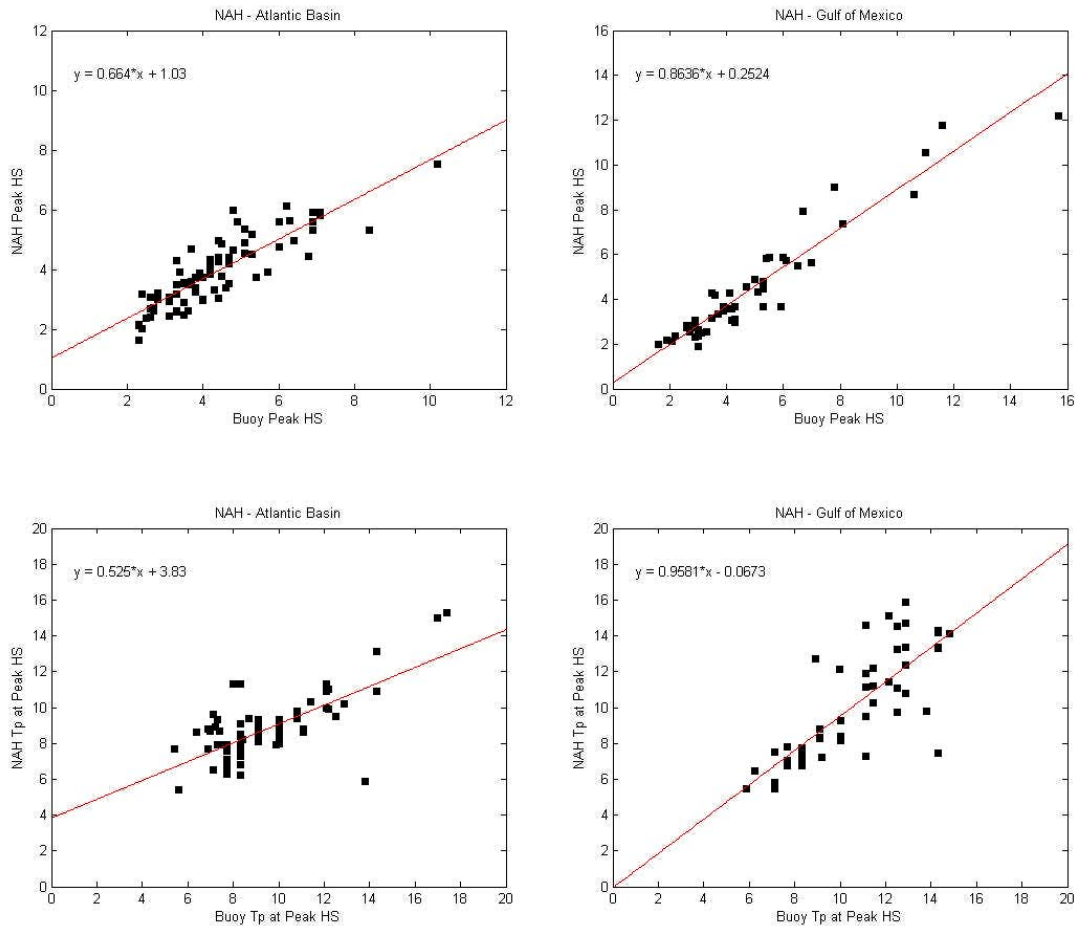 NAH - Atlantic Basin
12
10
8
6
4
2
0
y = 0.664*x + 1.03
NAH Peak HS
0 2 4 6 8 10 12
Buoy Peak HS
NAH - Gulf of Mexico
16
14
12
10
8
6
4
2
0
y = 0.8636*x + 0.2524
NAH Peak HS
0 2 4 6 8 10 12 14 16
Buoy Peak HS
NAH - Atlantic Basin
20
18
16
14
12
10
8
6
4
2
0
y = 0.525*x + 3.83
NAH Tp at Peak HS
0 2 4 6 8 10 12 14 16 18 20
Buoy Tp at Peak HS
NAH - Gulf of Mexico
20
18
16
14
12
10
8
6
4
2
0
y = 0.9581*x - 0.0673
NAH Tp at Peak HS
0 2 4 6 8 10 12 14 16 18 20
Buoy Tp at Peak HS